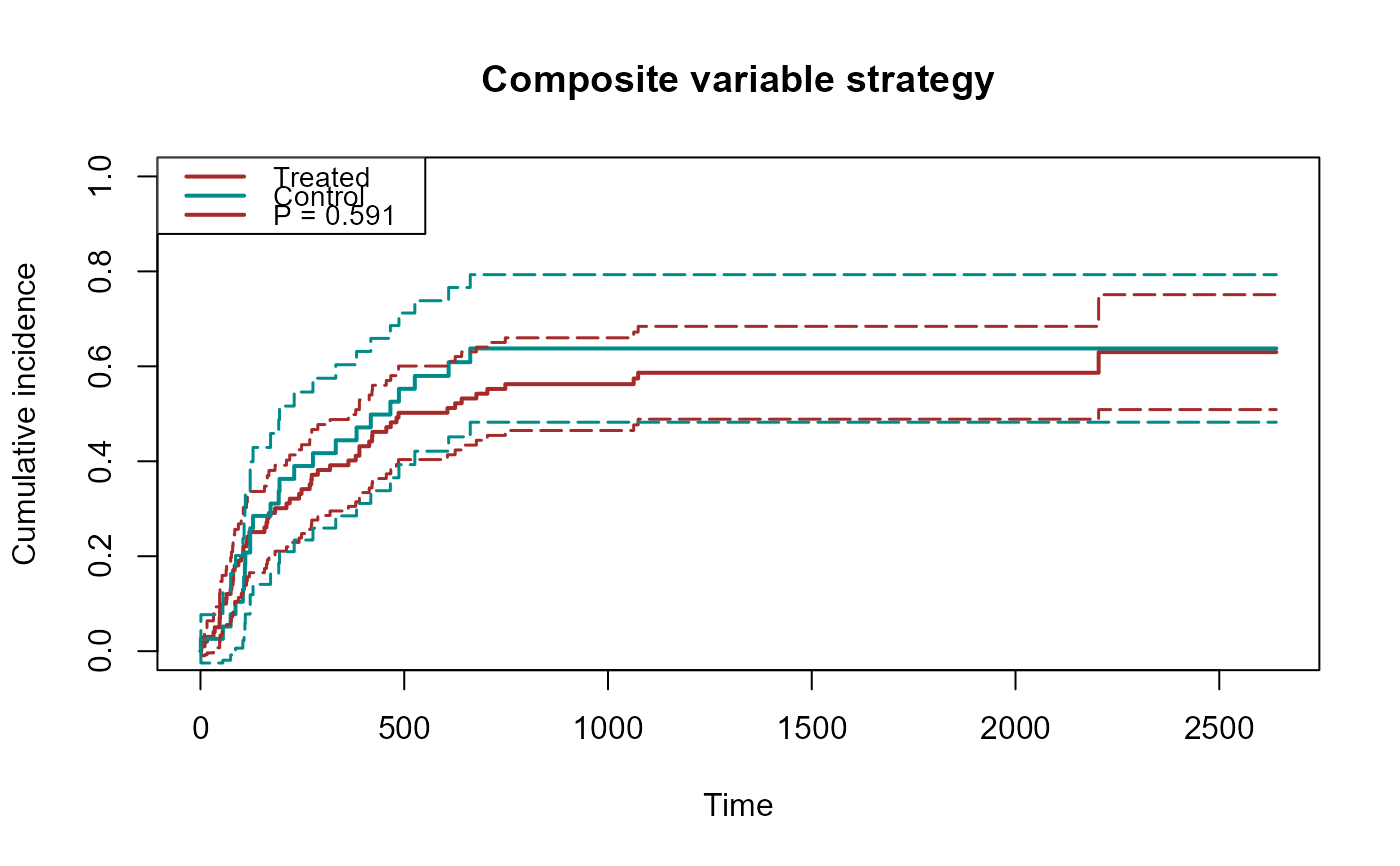 Composite variable strategy
Treated
Control
P = 0.591
Cumulative incidence
1.0
0.8
0.6
0.4
0.2
0.0
0 500 1000 1500 2000 2500
Time